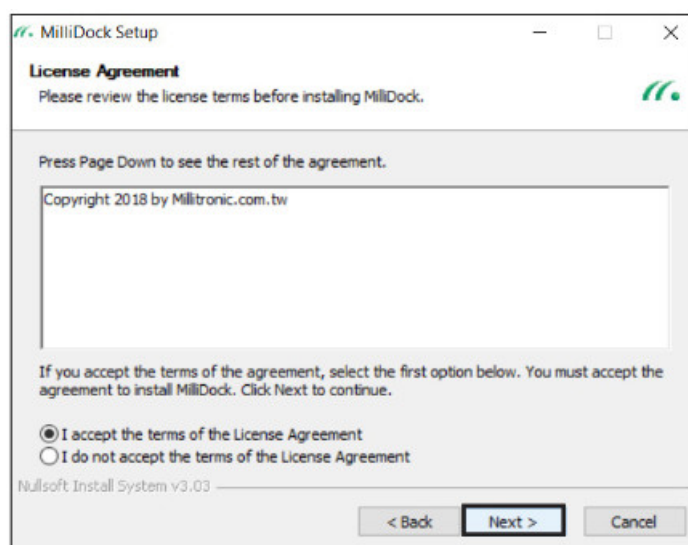 MilliDock Setup
License Agreement
Please review the license terms before installing MilliDock.
Press Page Down to see the rest of the agreement.
Copyright 2018 by Millitronic.com.tw
If you accept the terms of the agreement, select the first option below. You must accept the
agreement to install MilliDock. Click Next to continue.
I accept the terms of the License Agreement
I do not accept the terms of the License Agreement
Nullsoft Install System v3.03
< Back Next > Cancel